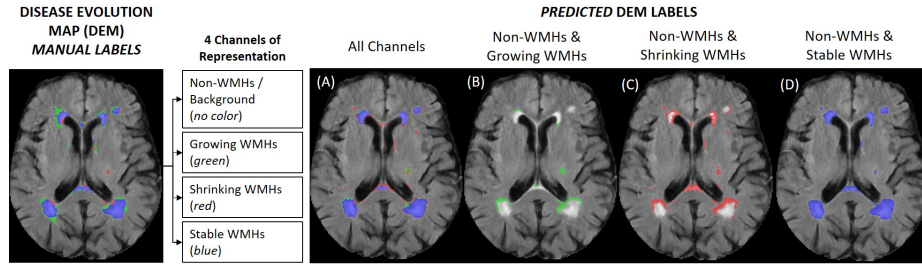 DISEASE EVOLUTION
MAP (DEM)
MANUAL LABELS
4 Channels of
Representation
Non-WMHs /
Background
(no color)
Growing WMHs
(green)
Shrinking WMHs
(red)
Stable WMHs
(blue)
PREDICTED DEM LABELS
All Channels
Non-WMHs &
Growing WMHs
Non-WMHs &
Shrinking WMHs
Non-WMHs &
Stable WMHs
(A)
(B)
(C)
(D)